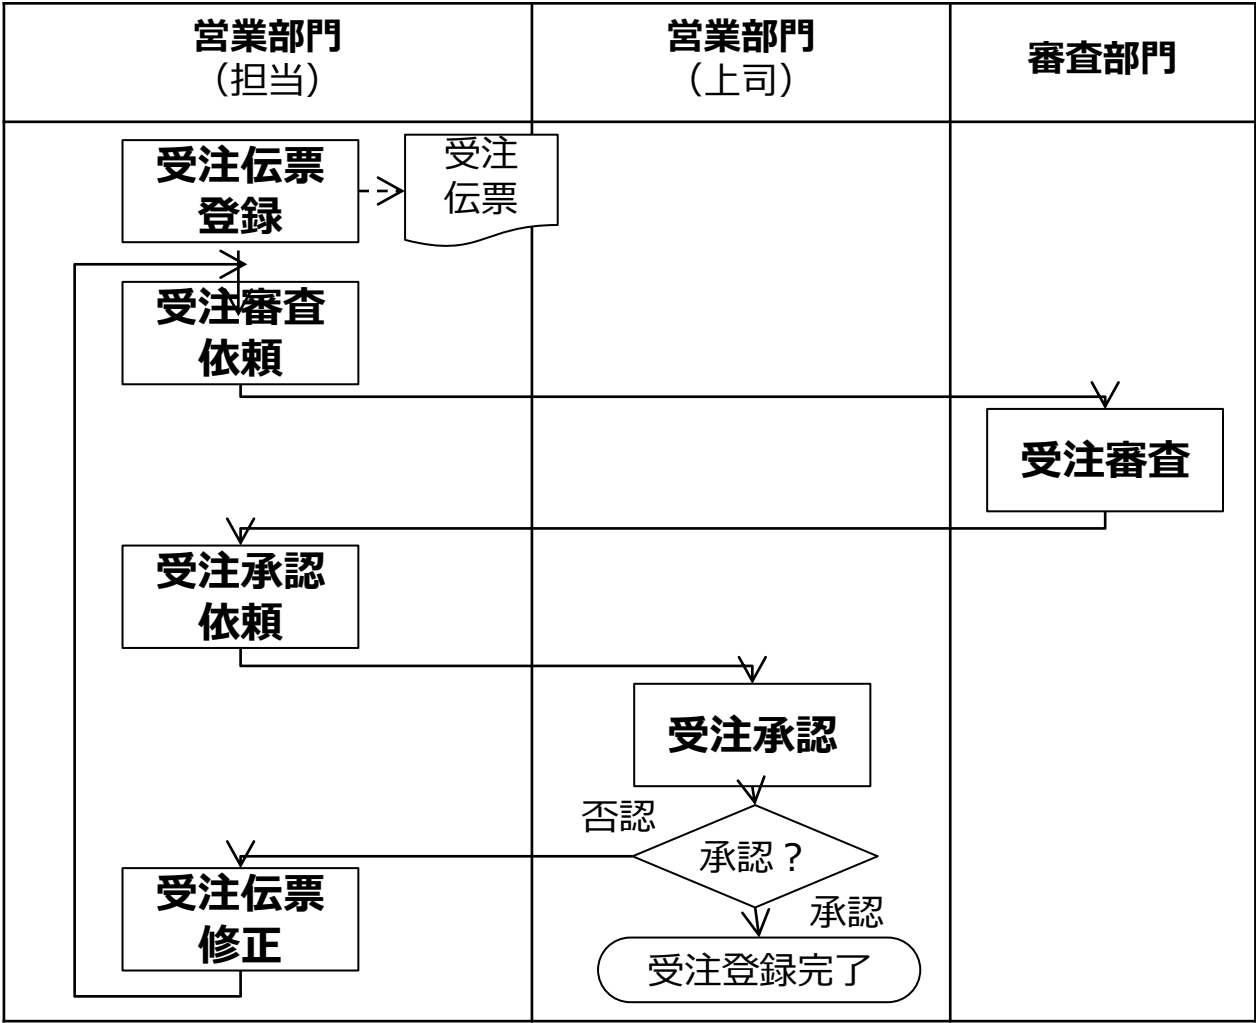 営業部門
（担当）
営業部門
（上司）
審査部門
受注伝票
登録
受注
伝票
受注審査
依頼
受注審査
受注承認
依頼
受注承認
否認
承認？
承認
受注伝票
修正
受注登録完了